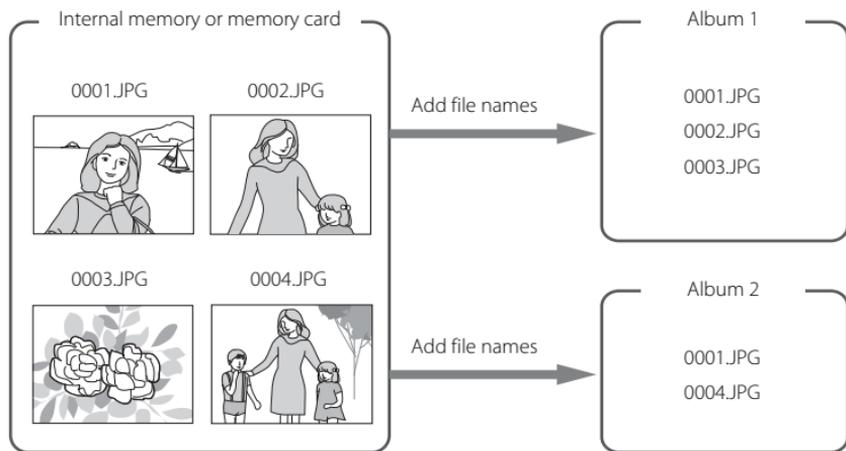 Internal memory or memory card
0001.JPG
0002.JPG
0003.JPG
0004.JPG
Add file names
Album 1
0001.JPG
0002.JPG
0003.JPG
Add file names
Album 2
0001.JPG
0004.JPG